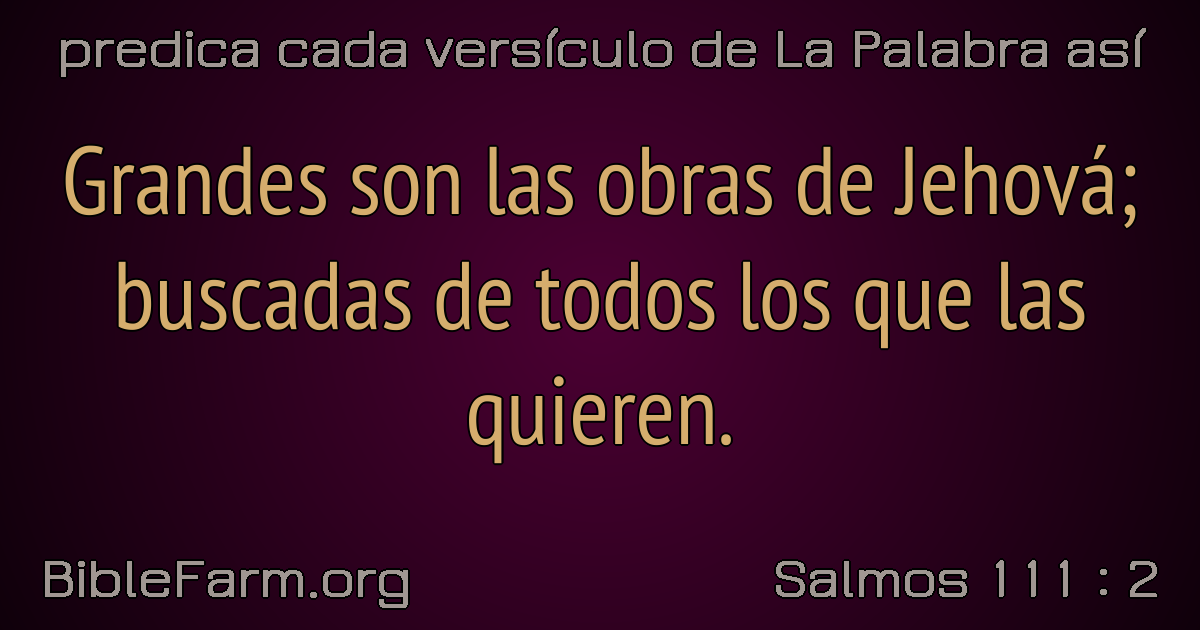 predica cada versículo de La Palabra así
Grandes son las obras de Jehová;
buscadas de todos los que las
quieren.
BibleFarm.org
Salmos 111 : 2